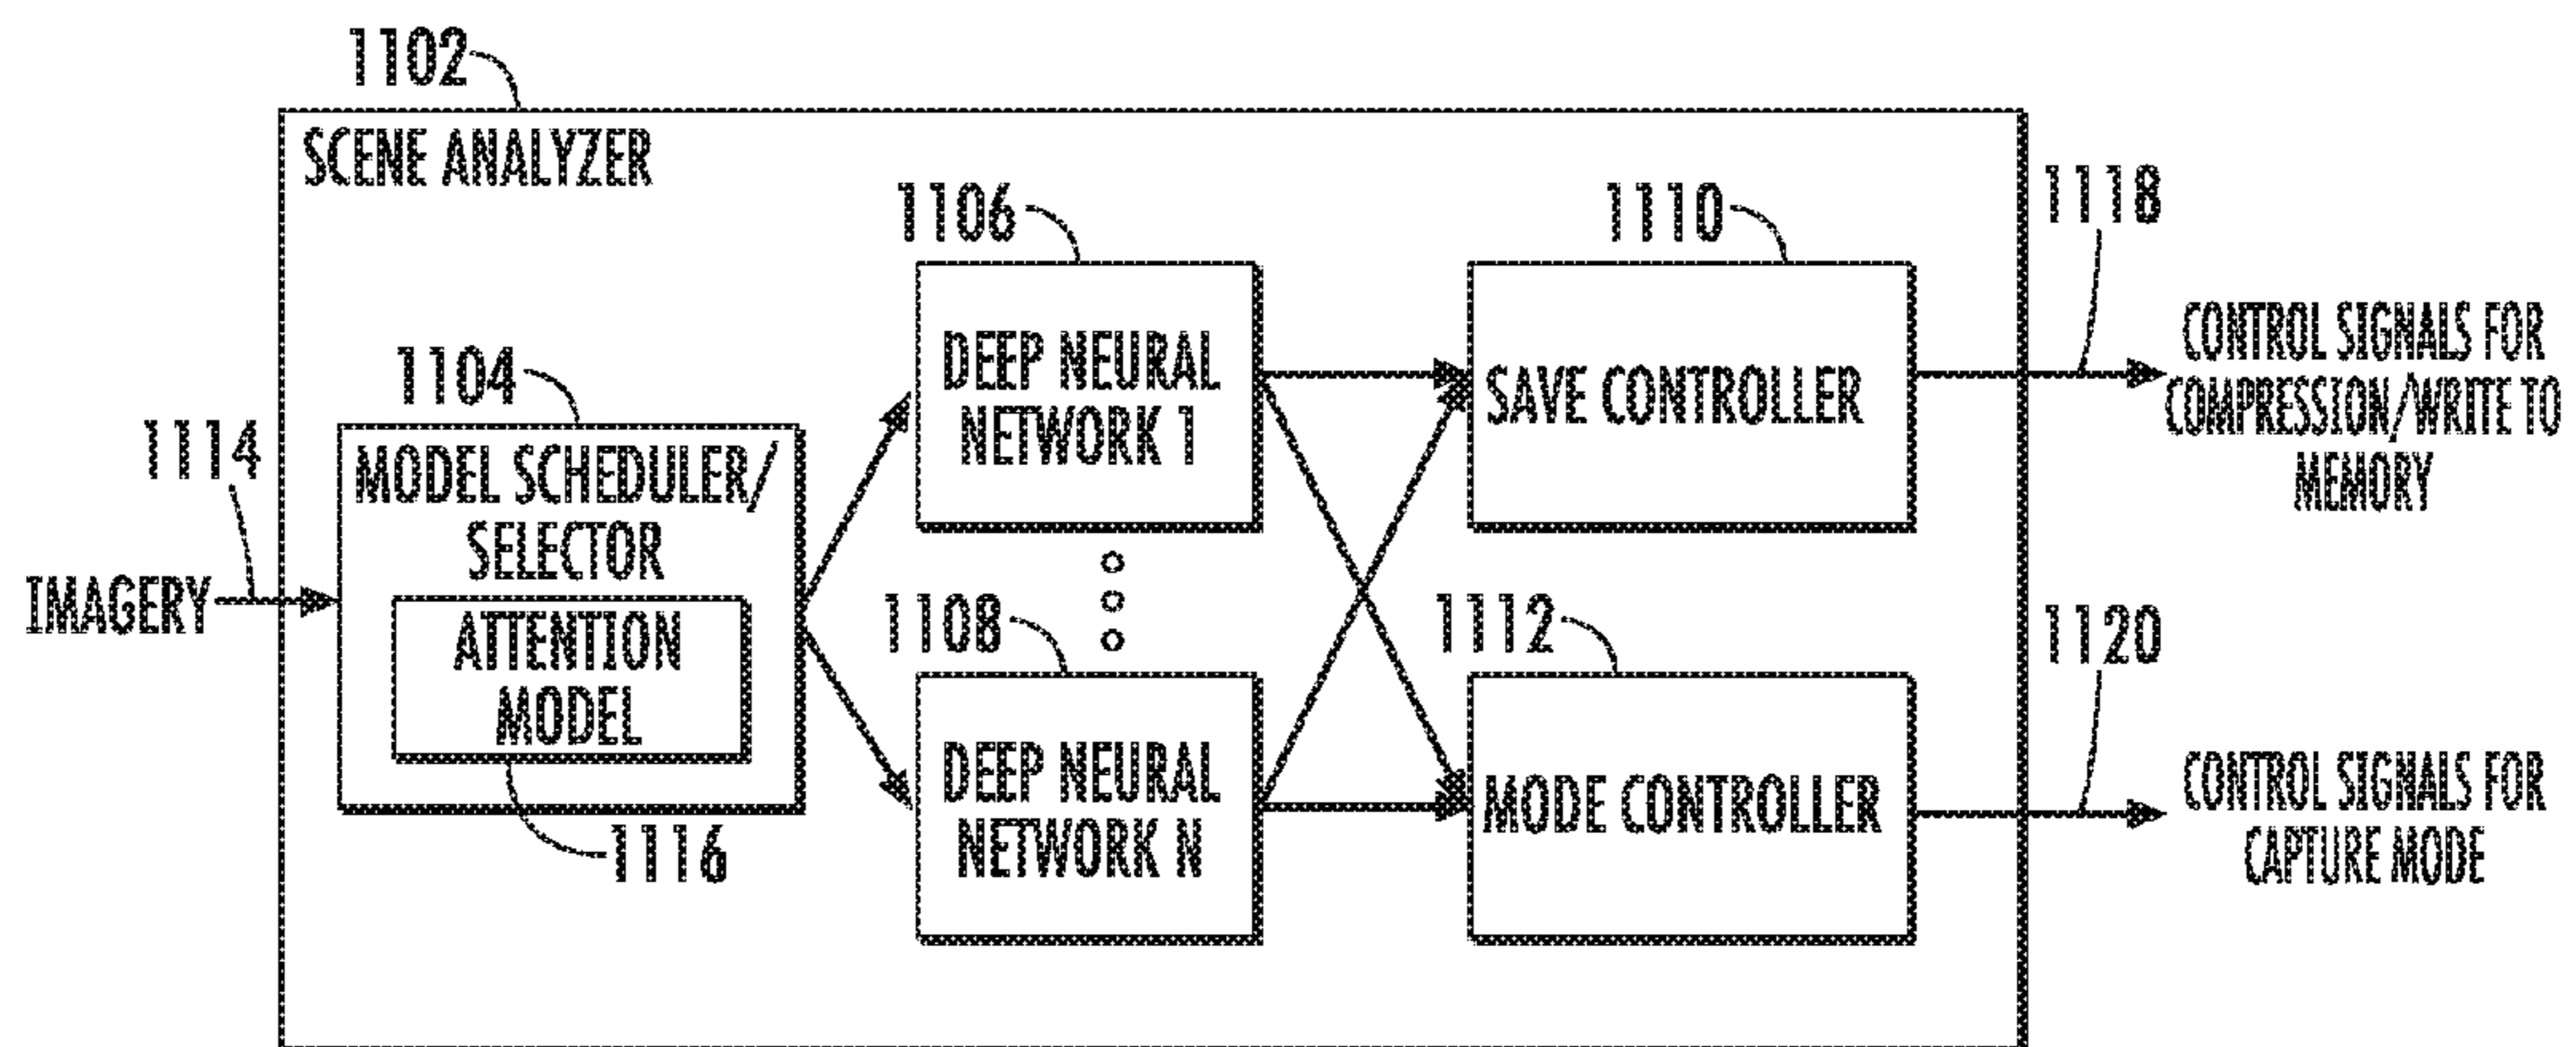 1102
SCENE ANALYZER
1106
1110
1118
1104
DEEP NEURAL
NETWORK 1
SAVE CONTROLLER
CONTROL SIGNALS FOR
COMPRESSION/WRITE TO
MEMORY
1114
MODEL SCHEDULER/
SELECTOR
IMAGERY
ATTENTION
MODEL
1108
1112
1120
DEEP NEURAL
NETWORK N
MODE CONTROLLER
CONTROL SIGNALS FOR
CAPTURE MODE
1116